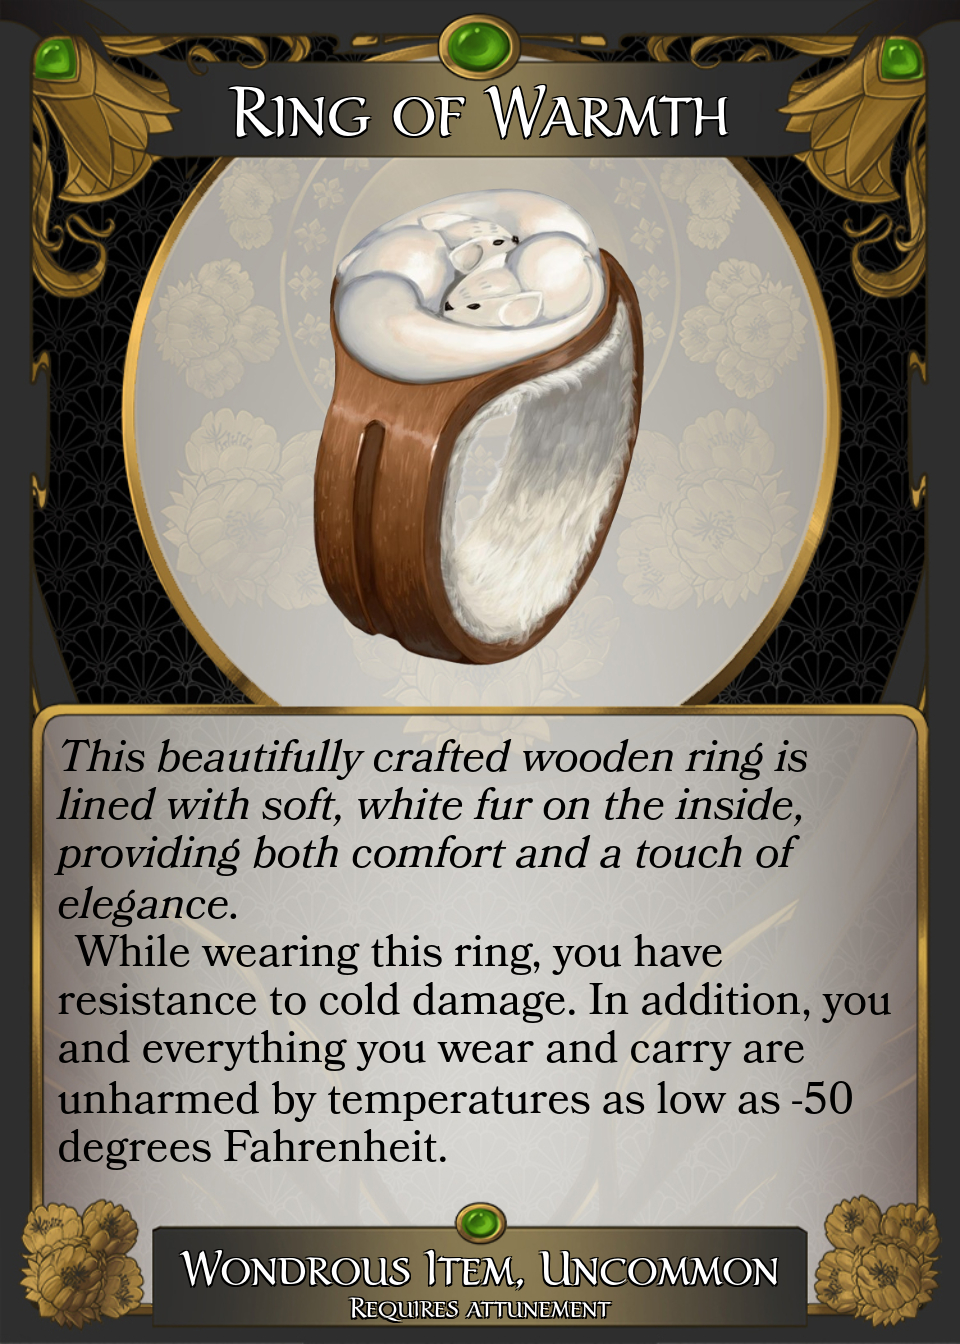 Ring of Warmth
This beautifully crafted wooden ring is
lined with soft, white fur on the inside,
providing both comfort and a touch of
elegance.
While wearing this ring, you have
resistance to cold damage. In addition, you
and everything you wear and carry are
unharmed by temperatures as low as -50
degrees Fahrenheit.
Wondrous Item, Uncommon
Requires attunement